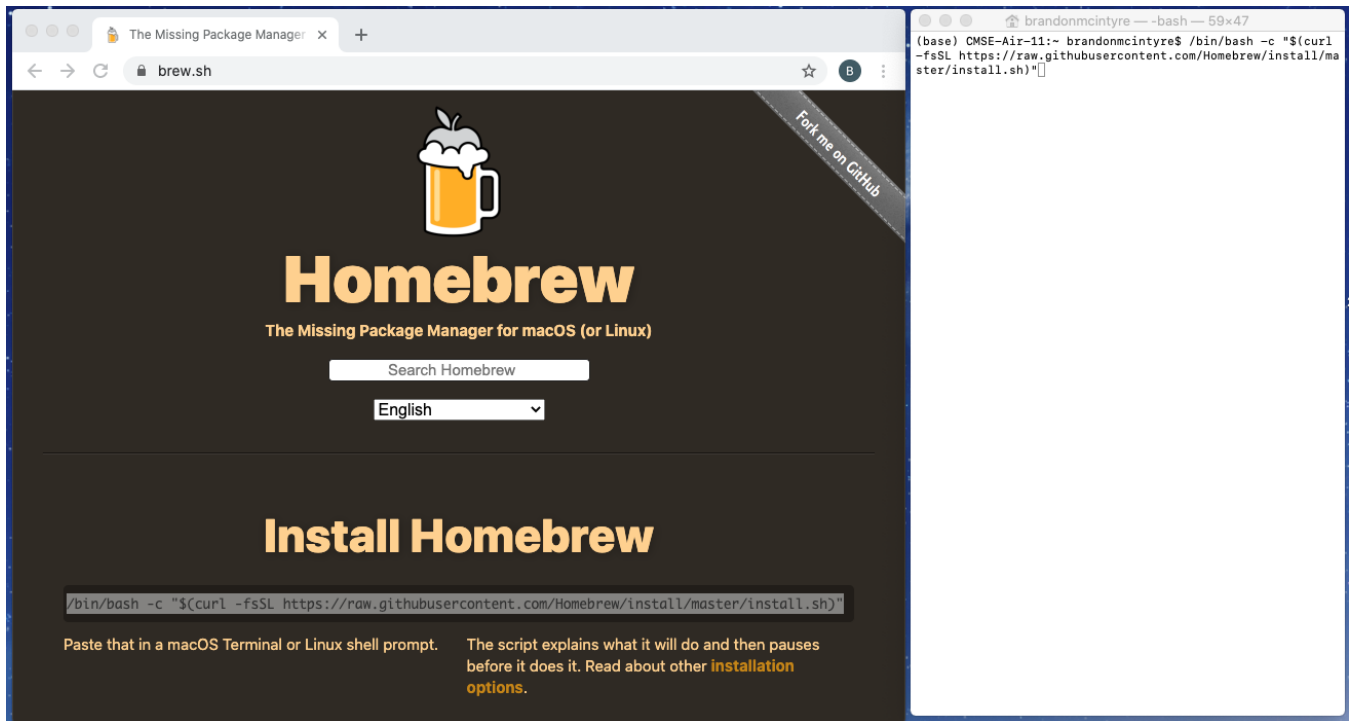 The Missing Package Manager
brew.sh
B
Fork me on GitHub
Homebrew
The Missing Package Manager for macOS (or Linux)
Search Homebrew
English
Install Homebrew
/bin/bash -c "$(curl -fsSL https://raw.githubusercontent.com/Homebrew/install/master/install.sh)"
Paste that in a macOS Terminal or Linux shell prompt.
The script explains what it will do and then pauses
before it does it. Read about other installation
options.
brandonmcintyre — -bash — 59×47
(base) CMSE-Air-11:~ brandonmcintyre$ /bin/bash -c "$(curl
-fsSL https://raw.githubusercontent.com/Homebrew/install/ma
ster/install.sh)"